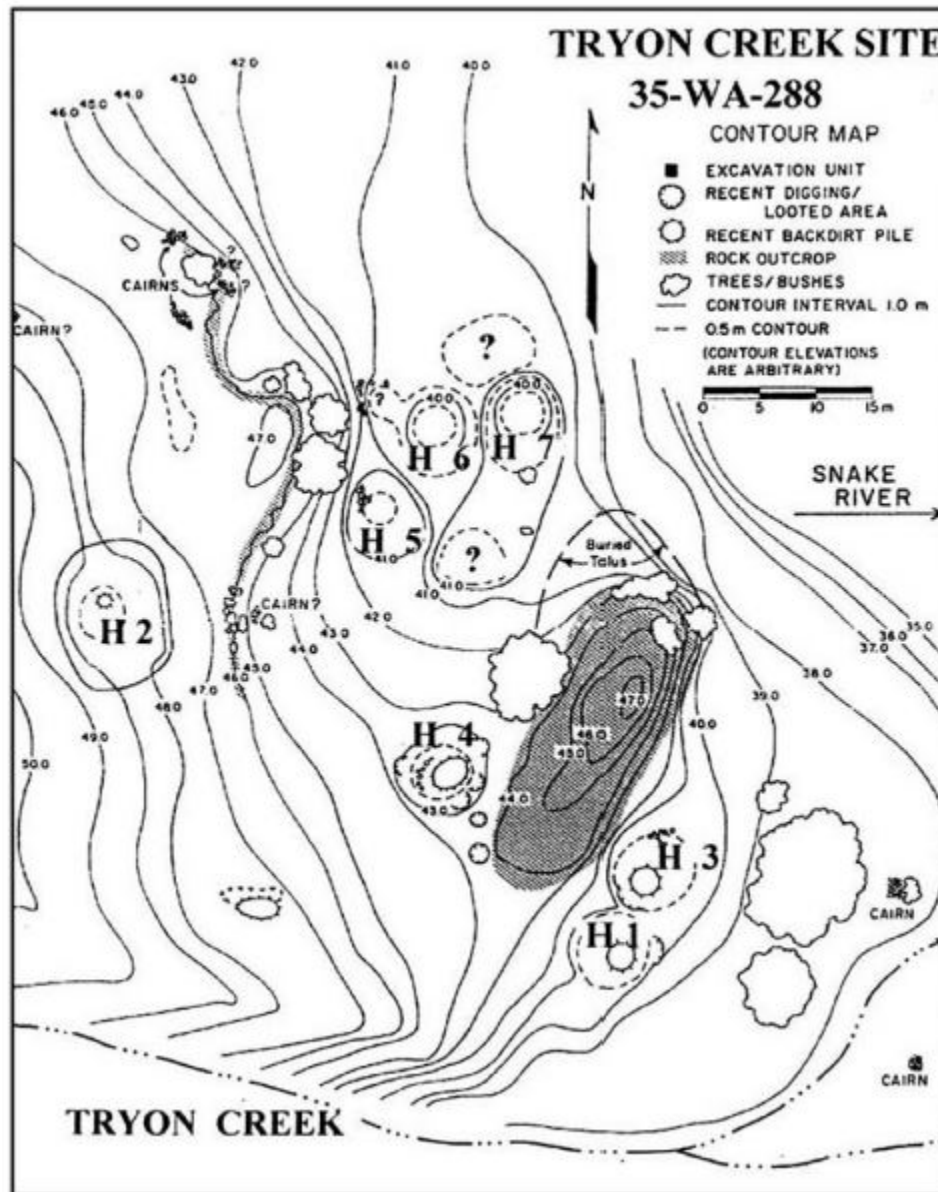 TRYON CREEK SITE
35-WA-288
CONTOUR MAP
EXCAVATION UNIT
RECENT DIGGING/
LOOTED AREA
RECENT BACKDIRT PILE
ROCK OUTCROP
TREES/BUSHES
CONTOUR INTERVAL 1.0 m
0.5 m CONTOUR
(CONTOUR ELEVATIONS
ARE ARBITRARY)
0 5 10 15 m
N
SNAKE
RIVER
46.0
45.0
44.0
43.0
42.0
41.0
40.0
?
CAIRNS
?
CAIRN?
?
?
40.0
40.0
H 6
H 7
47.0
H 5
41.0
?
41.0
41.0
Buried
Talus
H 2
CAIRN?
42.0
43.0
44.0
45.0
46.0
47.0
48.0
49.0
50.0
35.0
36.0
37.0
38.0
39.0
40.0
47.0
46.0
45.0
44.0
H 4
43.0
H 3
H 1
CAIRN
CAIRN
TRYON CREEK